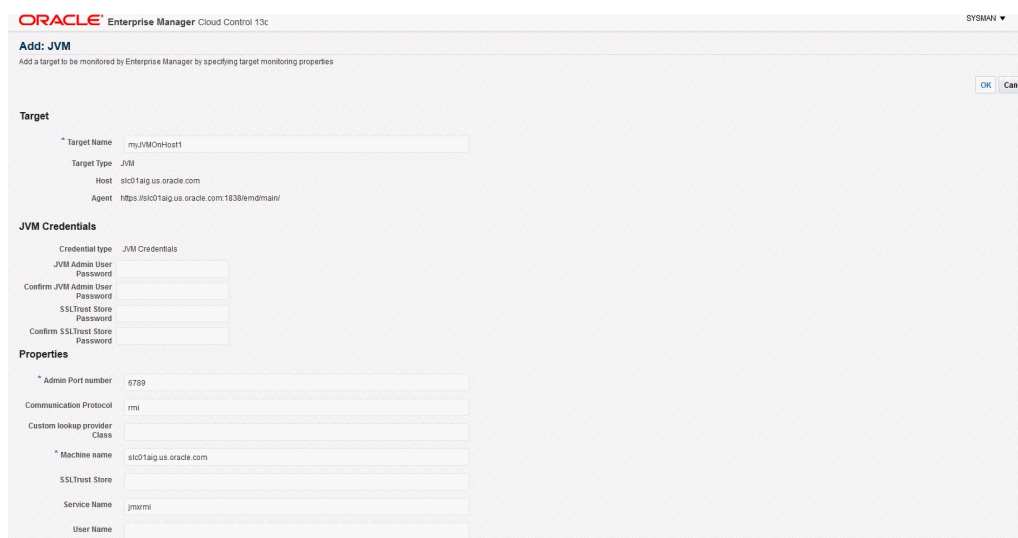 ORACLE® Enterprise Manager Cloud Control 13c
SYSMAN ▼
Add: JVM
Add a target to be monitored by Enterprise Manager by specifying target monitoring properties
OK Can
Target
* Target Name myJVMOnHost1
Target Type JVM
Host slc01aig.us.oracle.com
Agent https://slc01aig.us.oracle.com:1838/emd/main/
JVM Credentials
Credential type JVM Credentials
JVM Admin User
Password
Confirm JVM Admin User
Password
SSLTrust Store
Password
Confirm SSLTrust Store
Password
Properties
* Admin Port number 6789
Communication Protocol rmi
Custom lookup provider
Class
* Machine name slc01aig.us.oracle.com
SSLTrust Store
Service Name jmxrmi
User Name